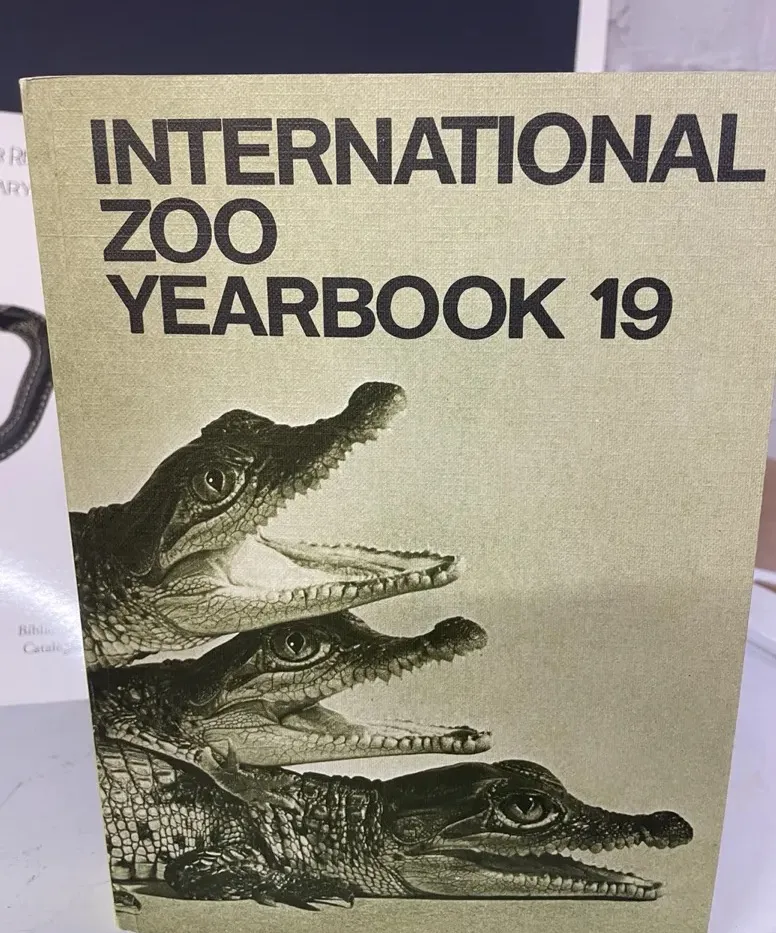 INTERNATIONAL
ZOO
YEARBOOK 19